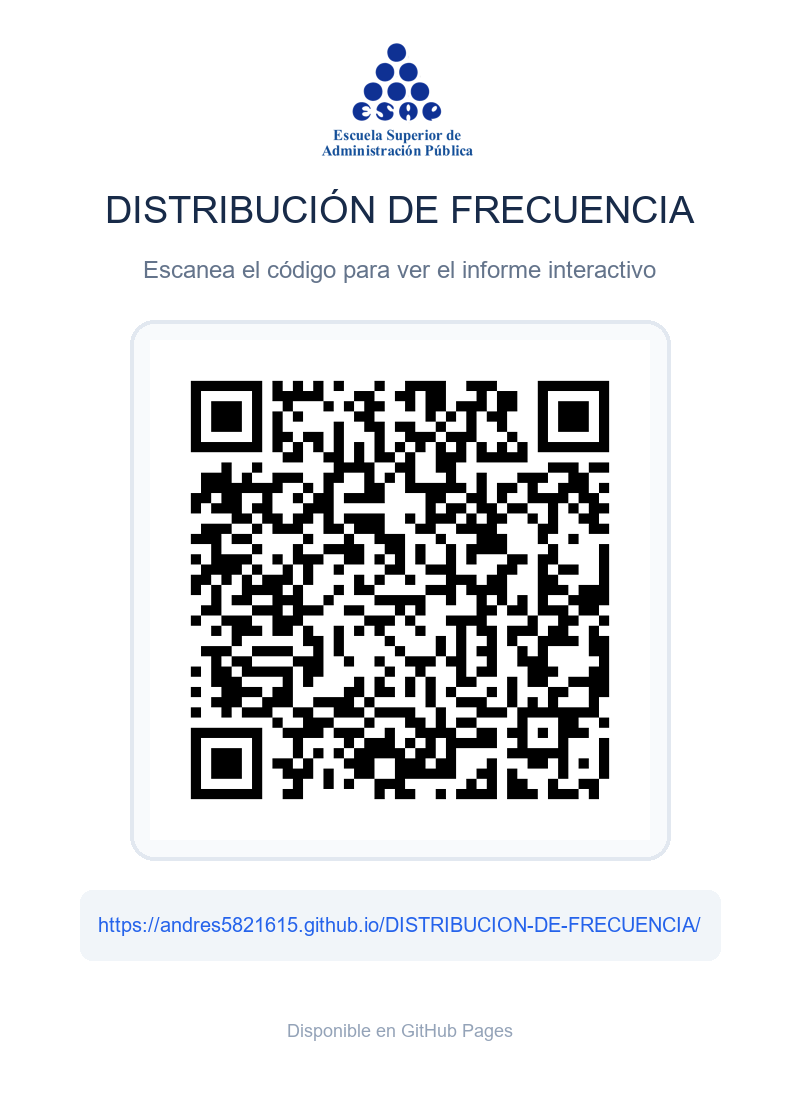 esap
Escuela Superior de
Administración Pública
DISTRIBUCIÓN DE FRECUENCIA
Escanea el código para ver el informe interactivo
https://andres5821615.github.io/DISTRIBUCION-DE-FRECUENCIA/
Disponible en GitHub Pages